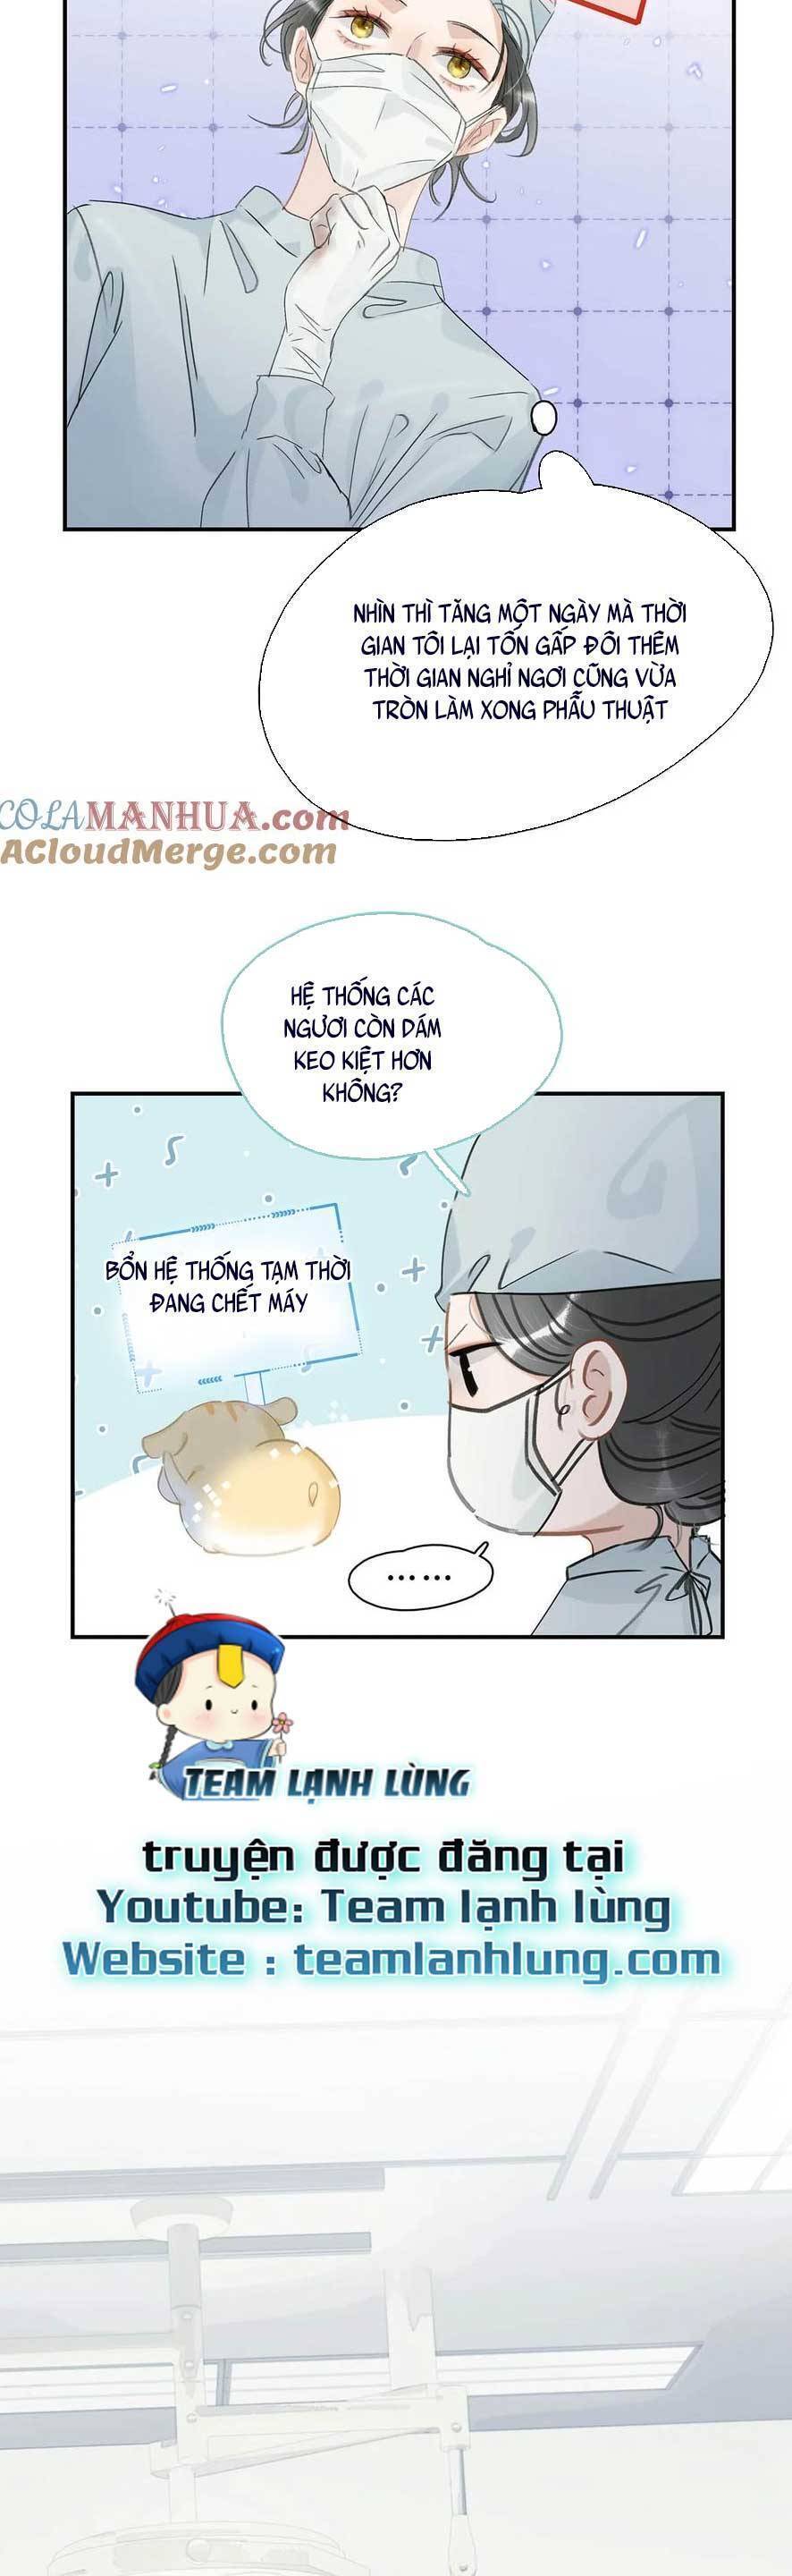 NHÌN THÌ TĂNG MỘT NGÀY MÀ THỜI
GIAN TÔI LẠI TỐN GẤP ĐÔI THÊM
THỜI GIAN NGHỈ NGƠI CŨNG VỪA
TRÒN LÀM XONG PHẪU THUẬT
COLAMANHUA.com
ACloudMerge.com
HỆ THỐNG CÁC
NGƯƠI CÒN DÁM
KEO KIỆT HƠN
KHÔNG?
BỔN HỆ THỐNG TẠM THỜI
ĐANG CHẾT MÁY
......
TEAM LẠNH LÙNG
truyện được đăng tại
Youtube: Team lạnh lùng
Website : teamlanhlung.com